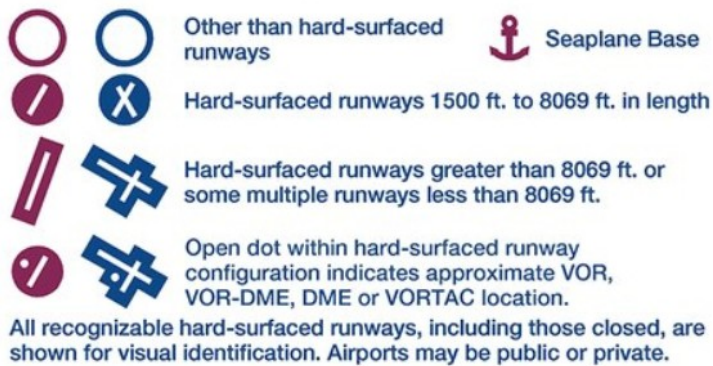 Other than hard-surfaced
runways
Seaplane Base
Hard-surfaced runways 1500 ft. to 8069 ft. in length
Hard-surfaced runways greater than 8069 ft. or
some multiple runways less than 8069 ft.
Open dot within hard-surfaced runway
configuration indicates approximate VOR,
VOR-DME, DME or VORTAC location.
All recognizable hard-surfaced runways, including those closed, are
shown for visual identification. Airports may be public or private.